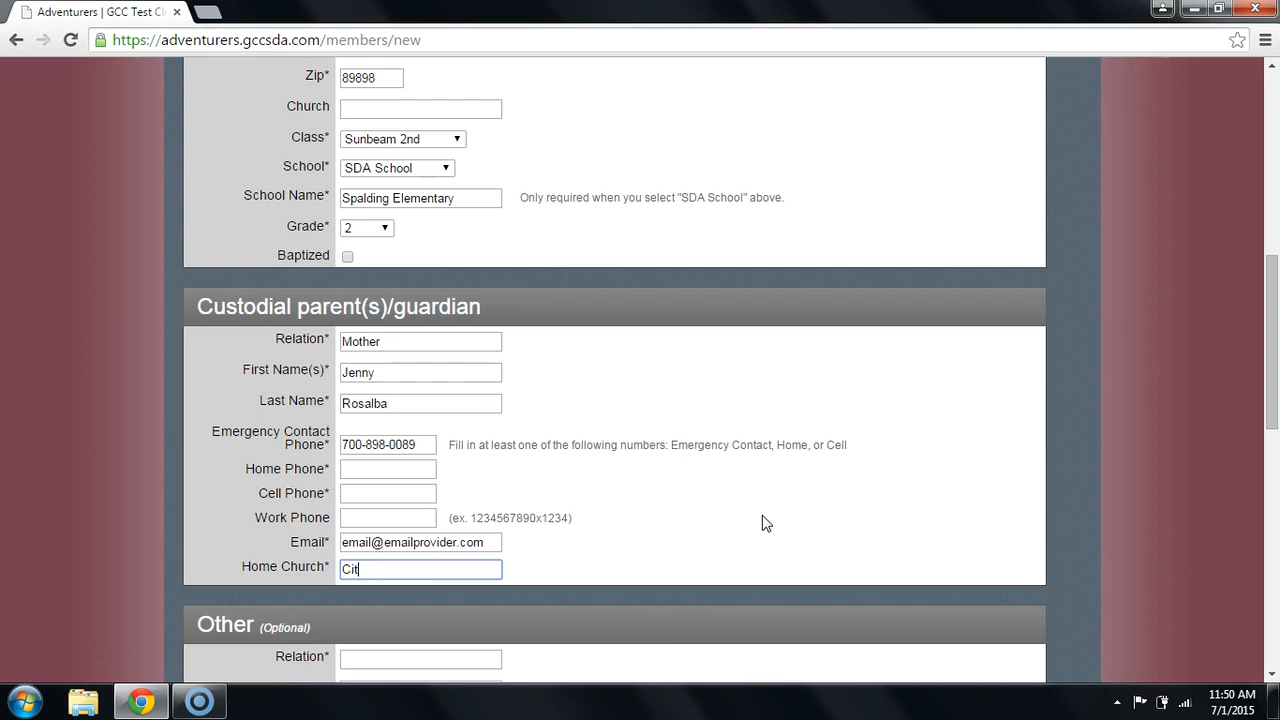 Adventurers | GCC Test Cl
https://adventurers.gccsda.com/members/new
Zip* 89898
Church
Class* Sunbeam 2nd
School* SDA School
School Name* Spalding Elementary Only required when you select "SDA School" above.
Grade* 2
Baptized
Custodial parent(s)/guardian
Relation* Mother
First Name(s)* Jenny
Last Name* Rosalba
Emergency Contact
Phone* 700-898-0089 Fill in at least one of the following numbers: Emergency Contact, Home, or Cell
Home Phone*
Cell Phone*
Work Phone (ex. 1234567890x1234)
Email* email@emailprovider.com
Home Church* Cit
Other (Optional)
Relation*
11:50 AM
7/1/2015